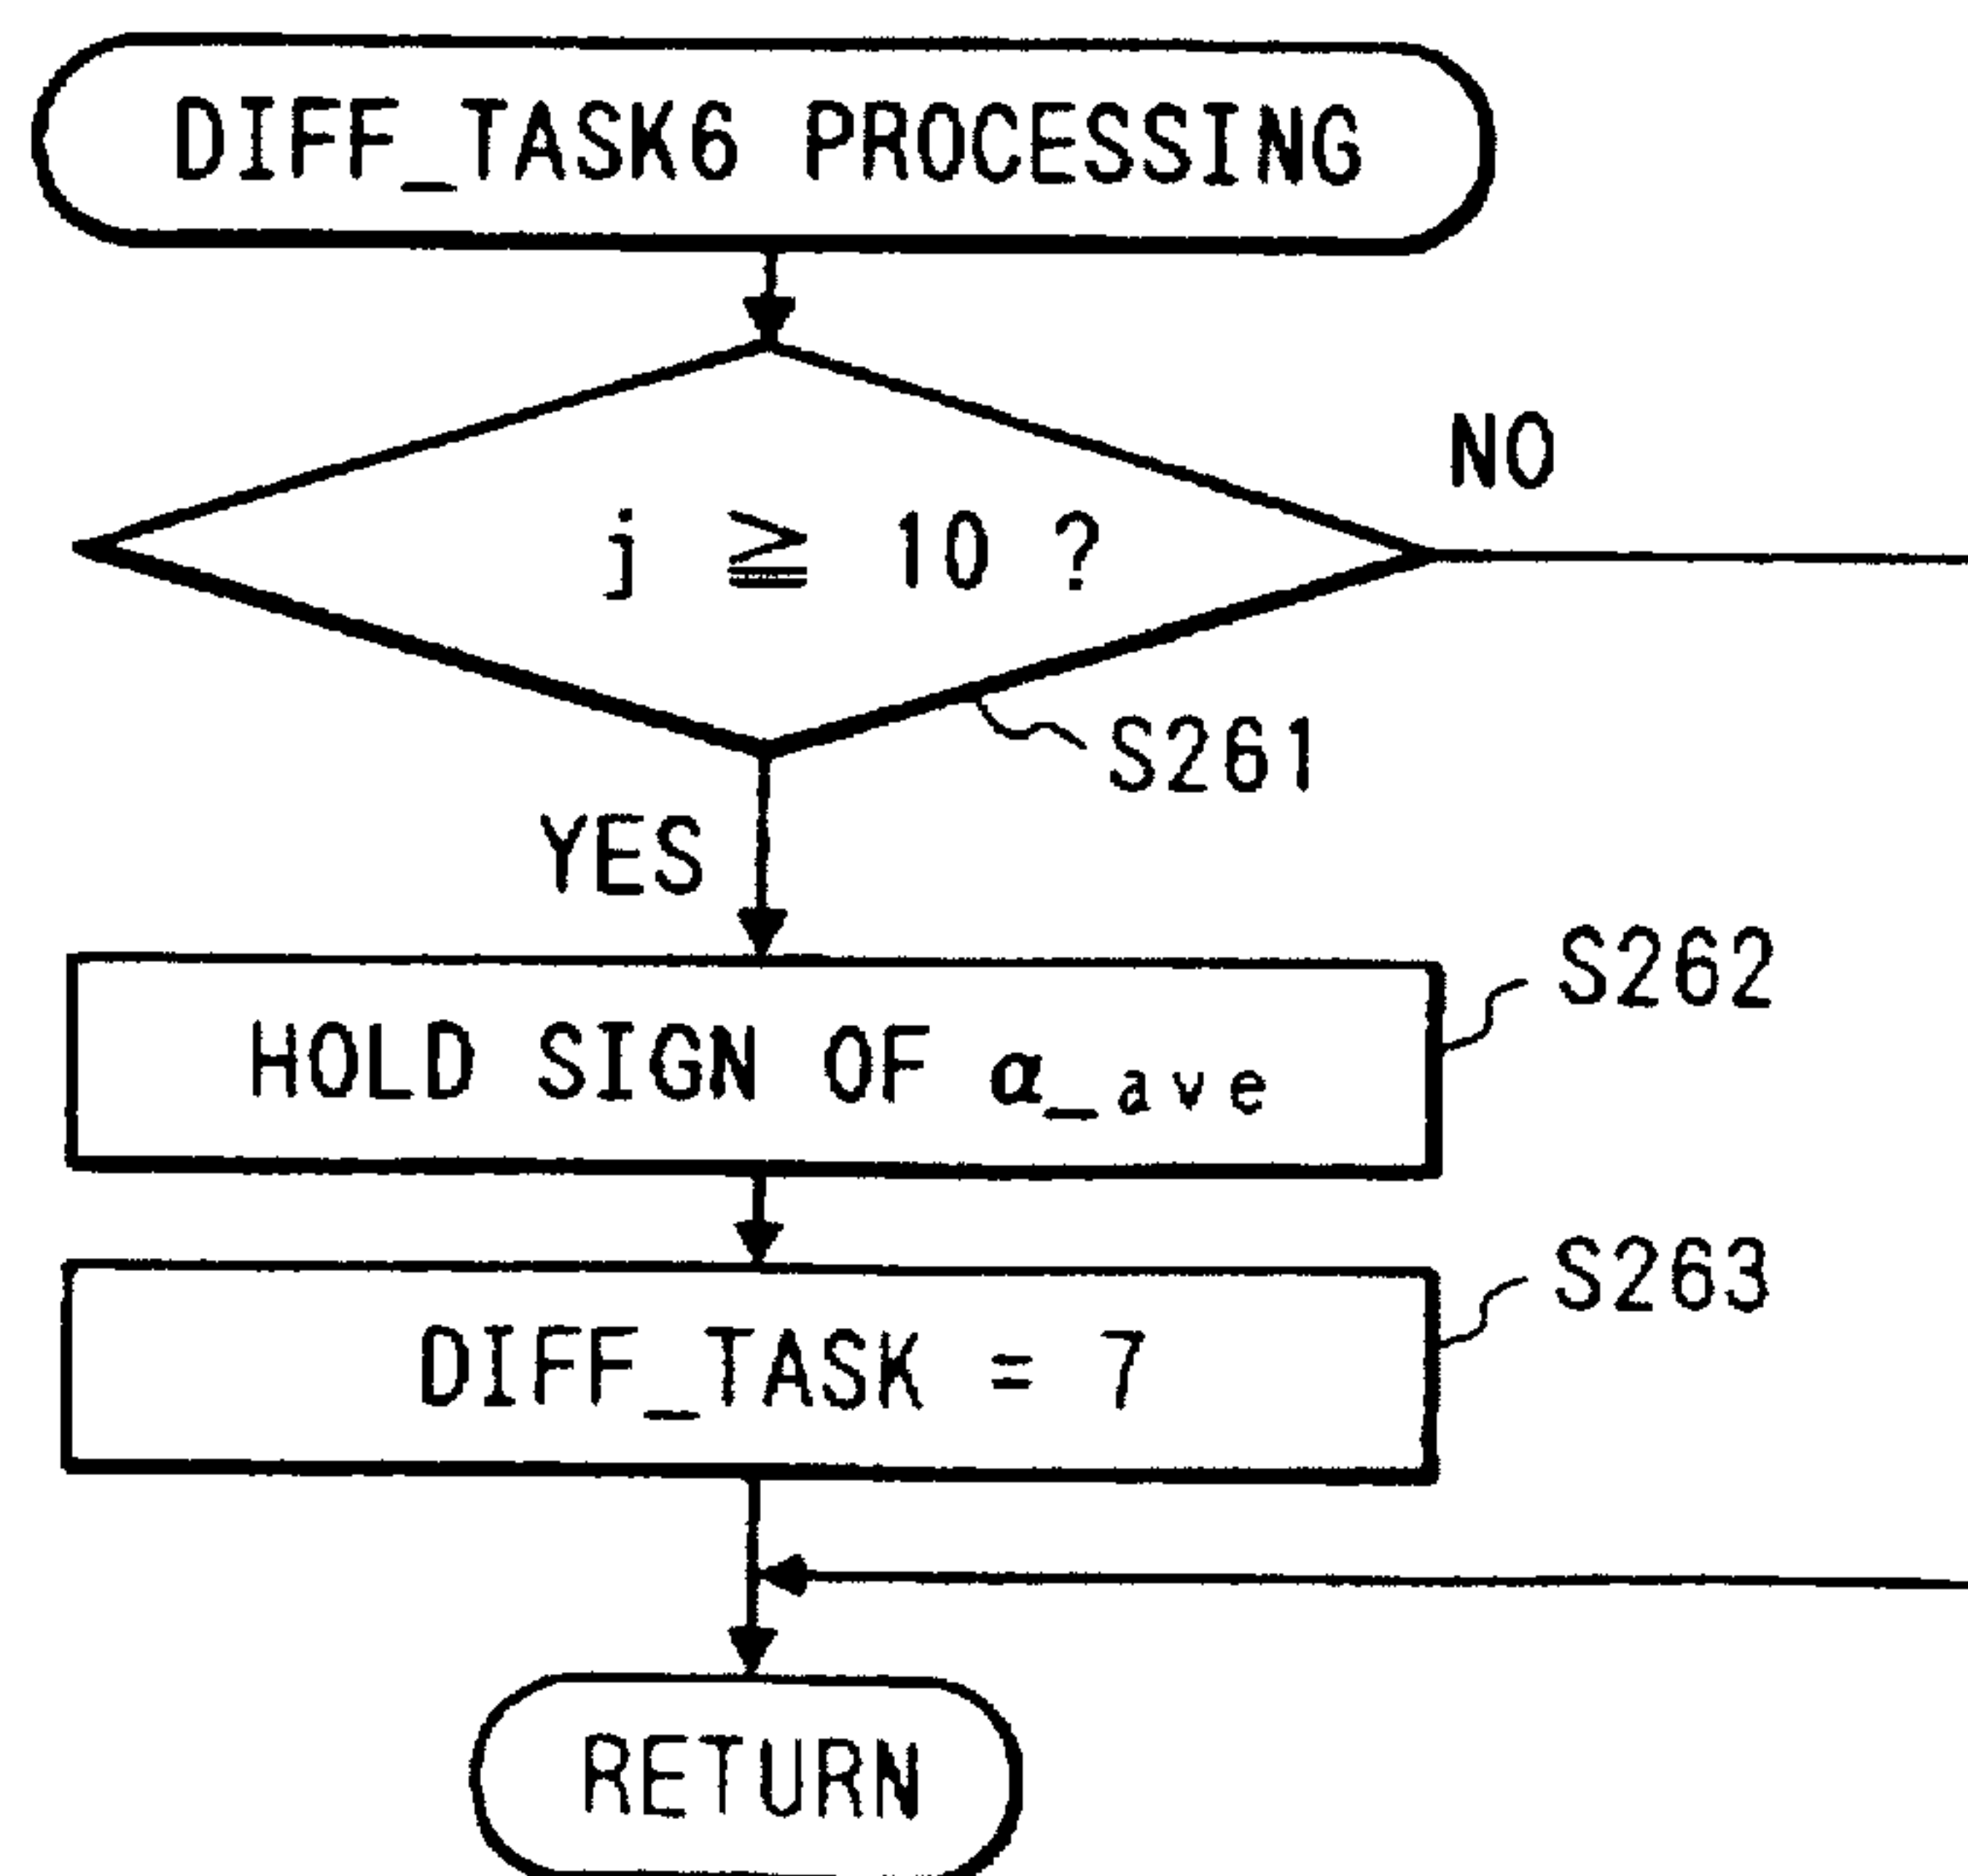 DIFF_TASK6 PROCESSING
NO
j ≧ 10 ?
S261
YES
S262
HOLD SIGN OF α_ave
S263
DIFF_TASK = 7
RETURN